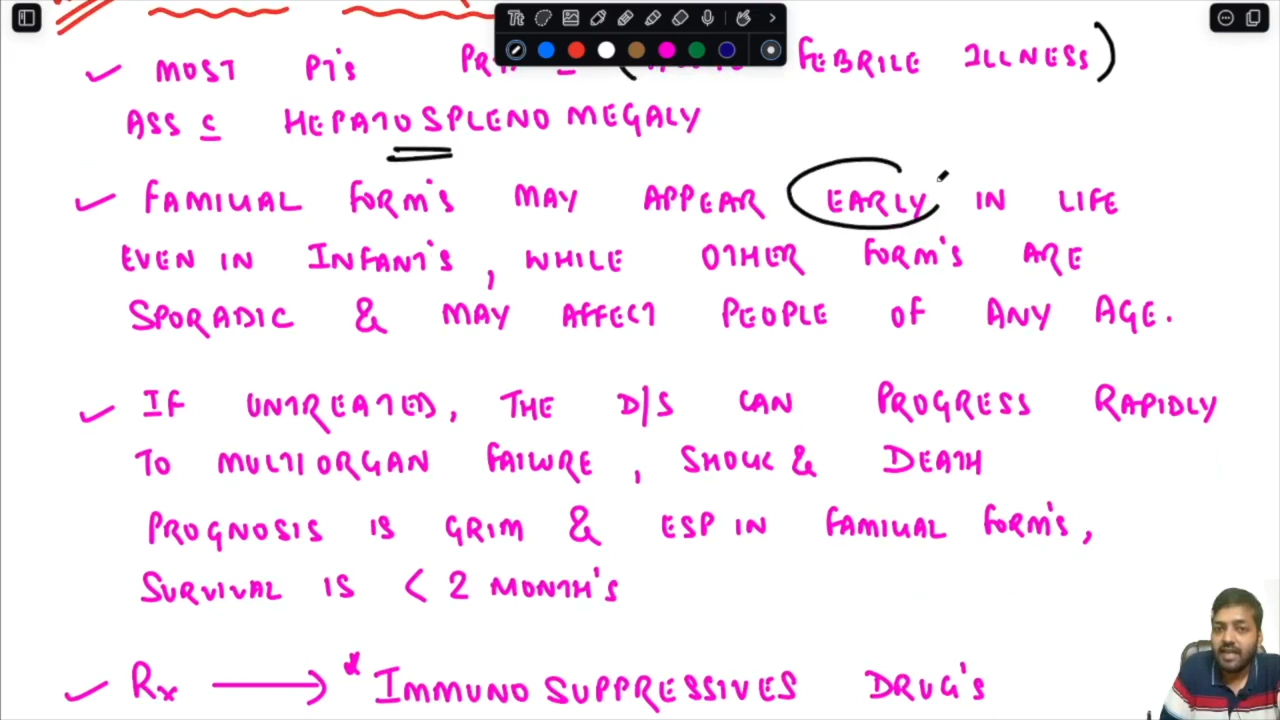 MOST PT's FEBRILE ILLNESS)
ASS c HEPATOSPLENOMEGALY
FAMILIAL FORM's MAY APPEAR EARLY IN LIFE
EVEN IN INFANT'S, WHILE OTHER FORM'S ARE
SPORADIC & MAY AFFECT PEOPLE OF ANY AGE.
IF UNTREATED, THE D/S CAN PROGRESS RAPIDLY
TO MULTIORGAN FAILURE, SHOCK & DEATH
PROGNOSIS IS GRIM & ESP IN FAMILIAL FORM'S,
SURVIVAL IS < 2 MONTH'S
Rx → * IMMUNOSUPPRESSIVES DRUG'S